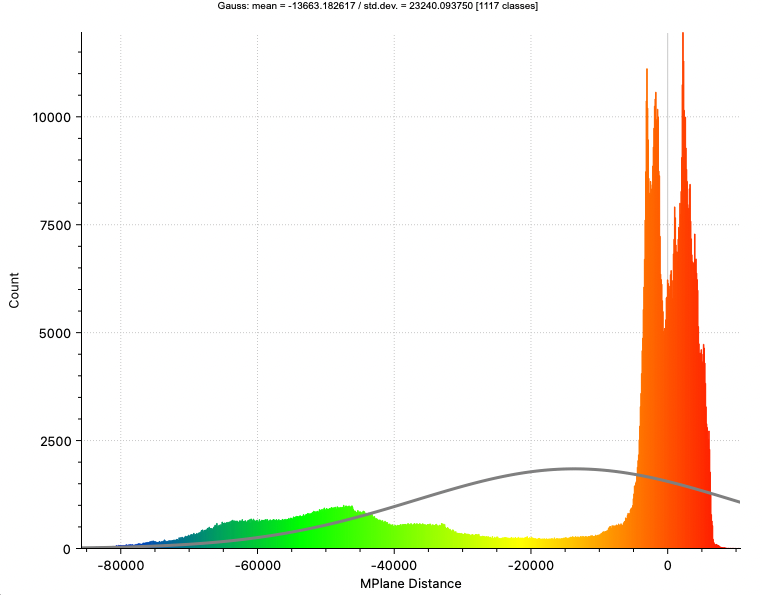 Gauss: mean = -13663.182617 / std.dev. = 23240.093750 [1117 classes]
10000
7500
5000
2500
0
Count
-80000 -60000 -40000 -20000 0
MPlane Distance